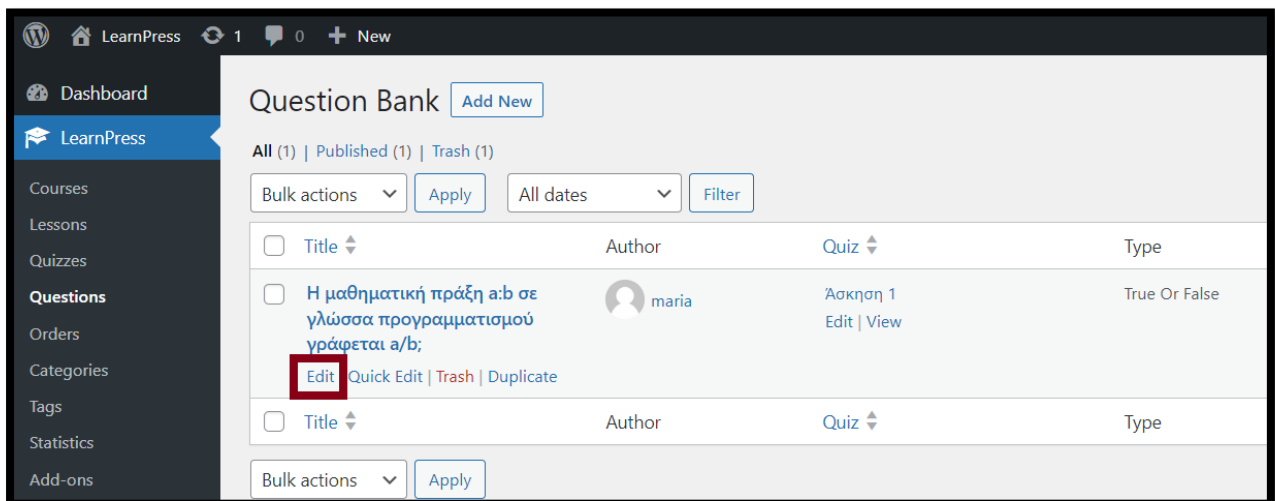 LearnPress 1 0 + New
Dashboard
LearnPress
Courses
Lessons
Quizzes
Questions
Orders
Categories
Tags
Statistics
Add-ons
Question Bank Add New
All (1) | Published (1) | Trash (1)
Bulk actions Apply All dates Filter
Title Author Quiz Type
Η μαθηματική πράξη a:b σε
γλώσσα προγραμματισμού
γράφεται a/b;
Edit Quick Edit | Trash | Duplicate
maria
Άσκηση 1
Edit | View
True Or False
Title Author Quiz Type
Bulk actions Apply